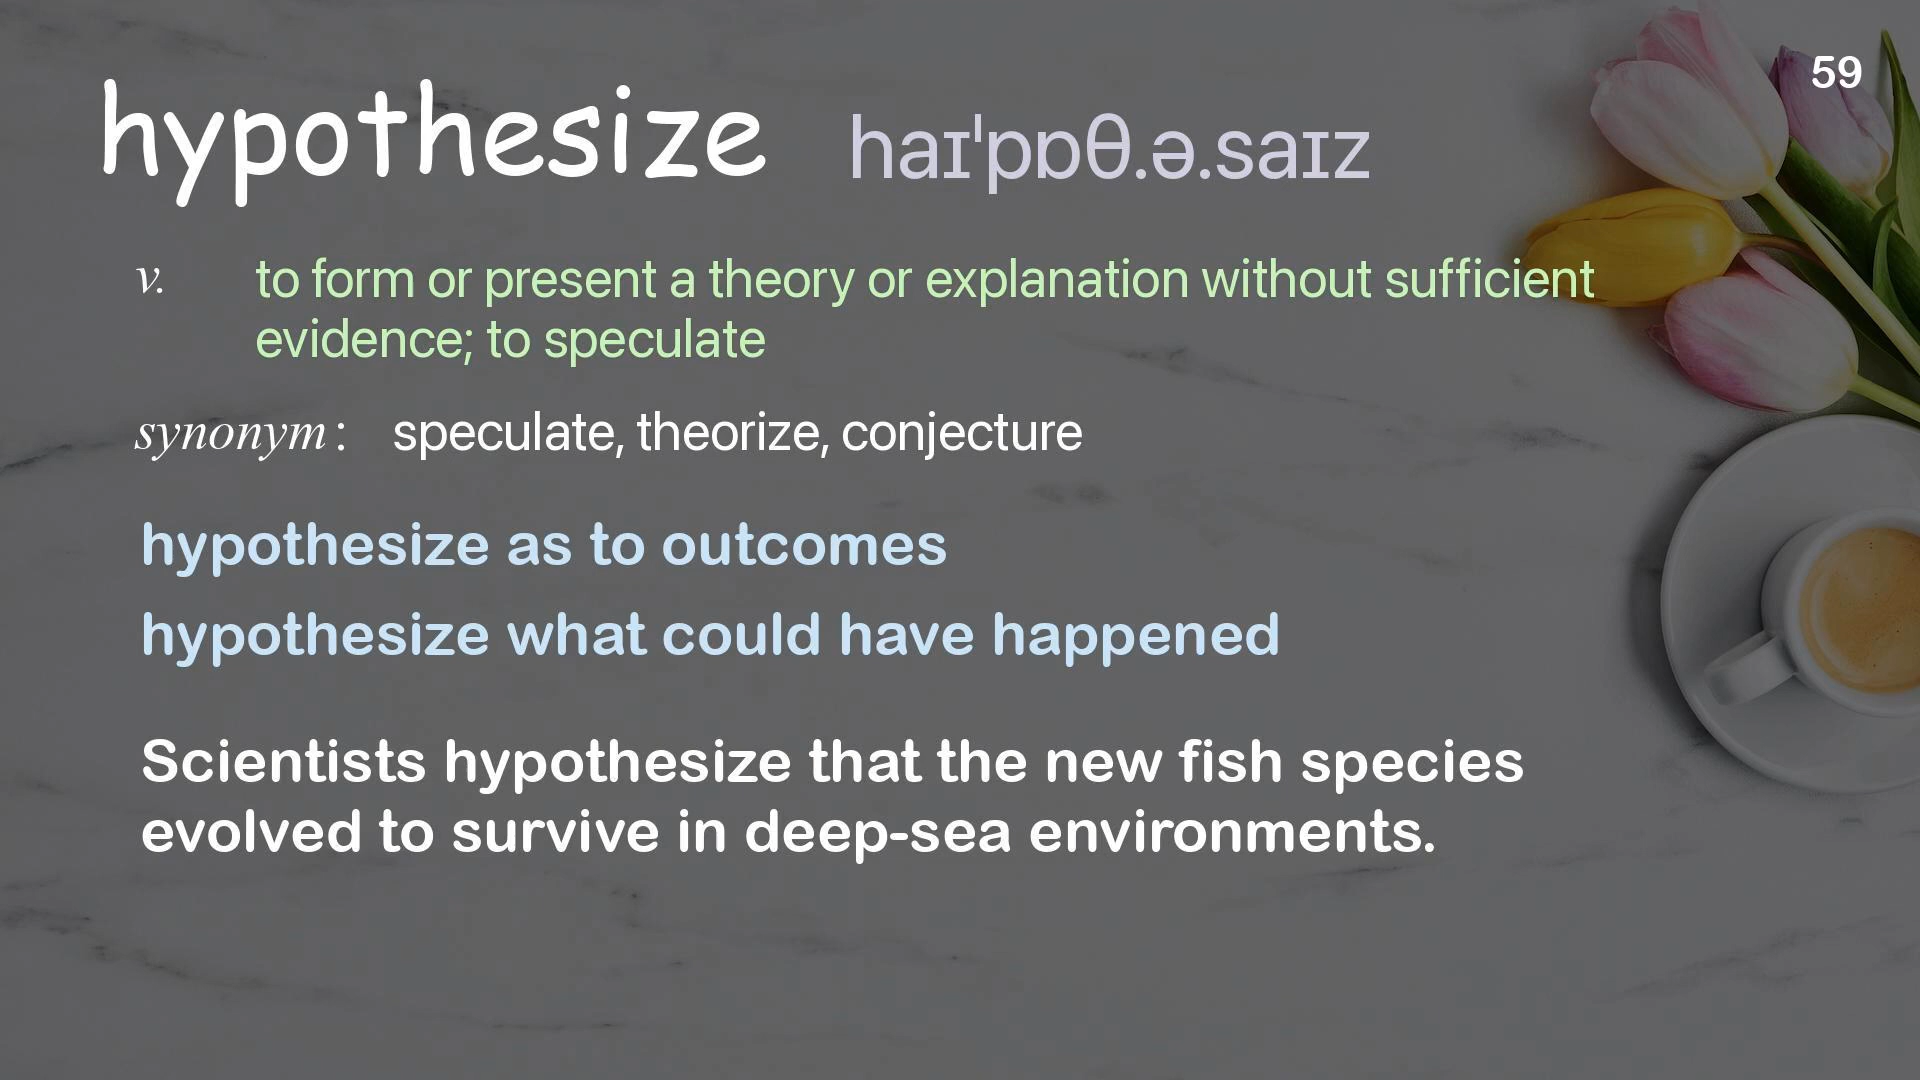 59
hypothesize haɪˈpɒθ.ə.saɪz
v. to form or present a theory or explanation without sufficient
evidence; to speculate
synonym: speculate, theorize, conjecture
hypothesize as to outcomes
hypothesize what could have happened
Scientists hypothesize that the new fish species
evolved to survive in deep-sea environments.